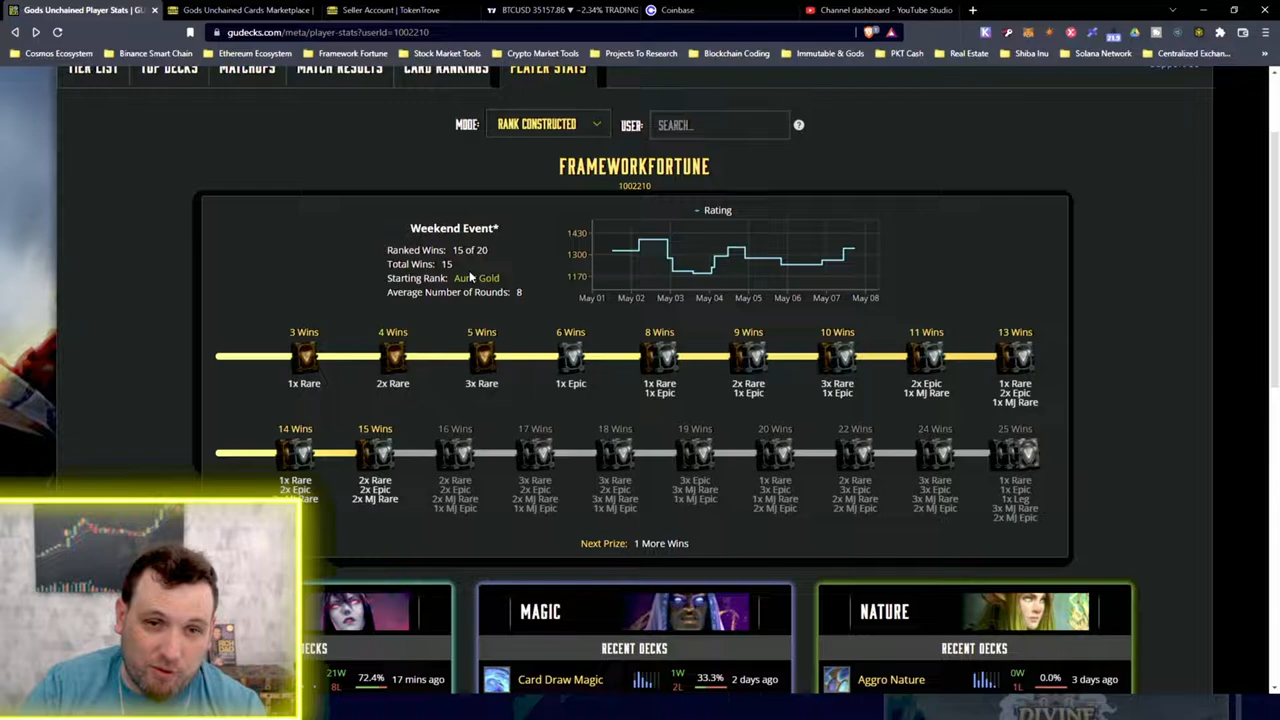 Gods Unchained Player Stats | GU
Gods Unchained Cards Marketplace |
Seller Account | TokenTrove
BTCUSD 35157.86 ▼ −2.34% TRADING
Coinbase
Channel dashboard - YouTube Studio
gudecks.com/meta/player-stats?userId=1002210
Cosmos Ecosystem
Binance Smart Chain
Ethereum Ecosystem
Framework Fortune
Stock Market Tools
Crypto Market Tools
Projects To Research
Blockchain Coding
Immutable & Gods
PKT Cash
Real Estate
Shiba Inu
Solana Network
Centralized Exchan...
TIER LIST
TOP DECKS
MATCHUPS
MATCH RESULTS
CARD RANKINGS
PLAYER STATS
MODE: RANK CONSTRUCTED
USER: SEARCH...
FRAMEWORKFORTUNE
1002210
Weekend Event*
Ranked Wins: 15 of 20
Total Wins: 15
Starting Rank: Gold
Average Number of Rounds: 8
Rating
1430
1300
1170
May 01 May 02 May 03 May 04 May 05 May 06 May 07 May 08
3 Wins 4 Wins 5 Wins 6 Wins 8 Wins 9 Wins 10 Wins 11 Wins 13 Wins
1x Rare 2x Rare 3x Rare 1x Epic 1x Rare 2x Rare 3x Rare 2x Epic 1x Rare
1x Epic 1x Epic 1x Epic 1x MJ Rare 2x Epic
1x MJ Rare
14 Wins 15 Wins 16 Wins 17 Wins 18 Wins 19 Wins 20 Wins 22 Wins 24 Wins 25 Wins
1x Rare 2x Rare 2x Rare 3x Rare 3x Rare 3x Epic 1x Rare 2x Rare 3x Rare 1x Rare
2x Epic 2x Epic 2x Epic 2x Epic 2x Epic 3x MJ Rare 3x Epic 3x Epic 3x Epic 1x Epic
2x MJ Rare 2x MJ Rare 2x MJ Rare 3x MJ Rare 1x MJ Epic 1x MJ Rare 2x MJ Rare 2x MJ Rare 1x Leg
1x MJ Epic 1x MJ Epic 1x MJ Epic 2x MJ Epic 2x MJ Epic 2x MJ Epic 3x MJ Rare
2x MJ Epic
Next Prize: 1 More Wins
MAGIC
NATURE
DECKS
RECENT DECKS
RECENT DECKS
21W
8L
72.4%
17 mins ago
Card Draw Magic
1W
2L
33.3%
2 days ago
Aggro Nature
0W
1L
0.0%
3 days ago
RICH
DAD
DIVINE